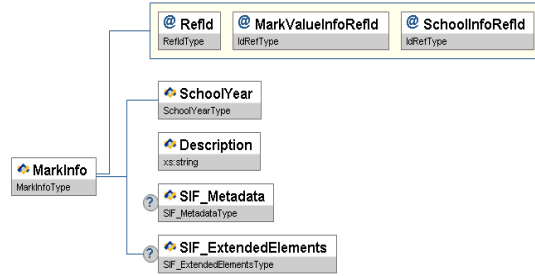 @ RefId
RefIdType
@ MarkValueInfoRefId
IdRefType
@ SchoolInfoRefId
IdRefType
SchoolYear
SchoolYearType
Description
xs:string
MarkInfo
MarkInfoType
? SIF_Metadata
SIF_MetadataType
? SIF_ExtendedElements
SIF_ExtendedElementsType